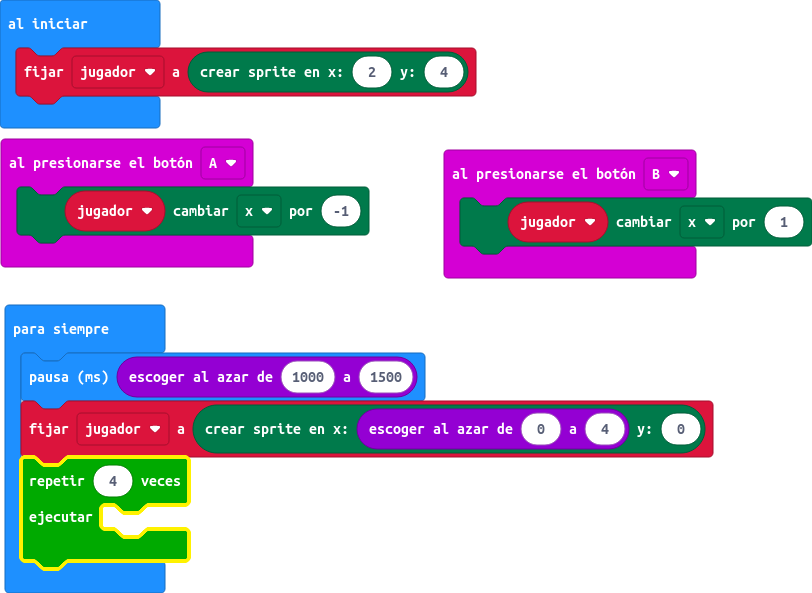 al iniciar
fijar jugador a crear sprite en x: 2 y: 4
al presionarse el botón A
jugador cambiar x por -1
al presionarse el botón B
jugador cambiar x por 1
para siempre
pausa (ms) escoger al azar de 1000 a 1500
fijar jugador a crear sprite en x: escoger al azar de 0 a 4 y: 0
repetir 4 veces
ejecutar